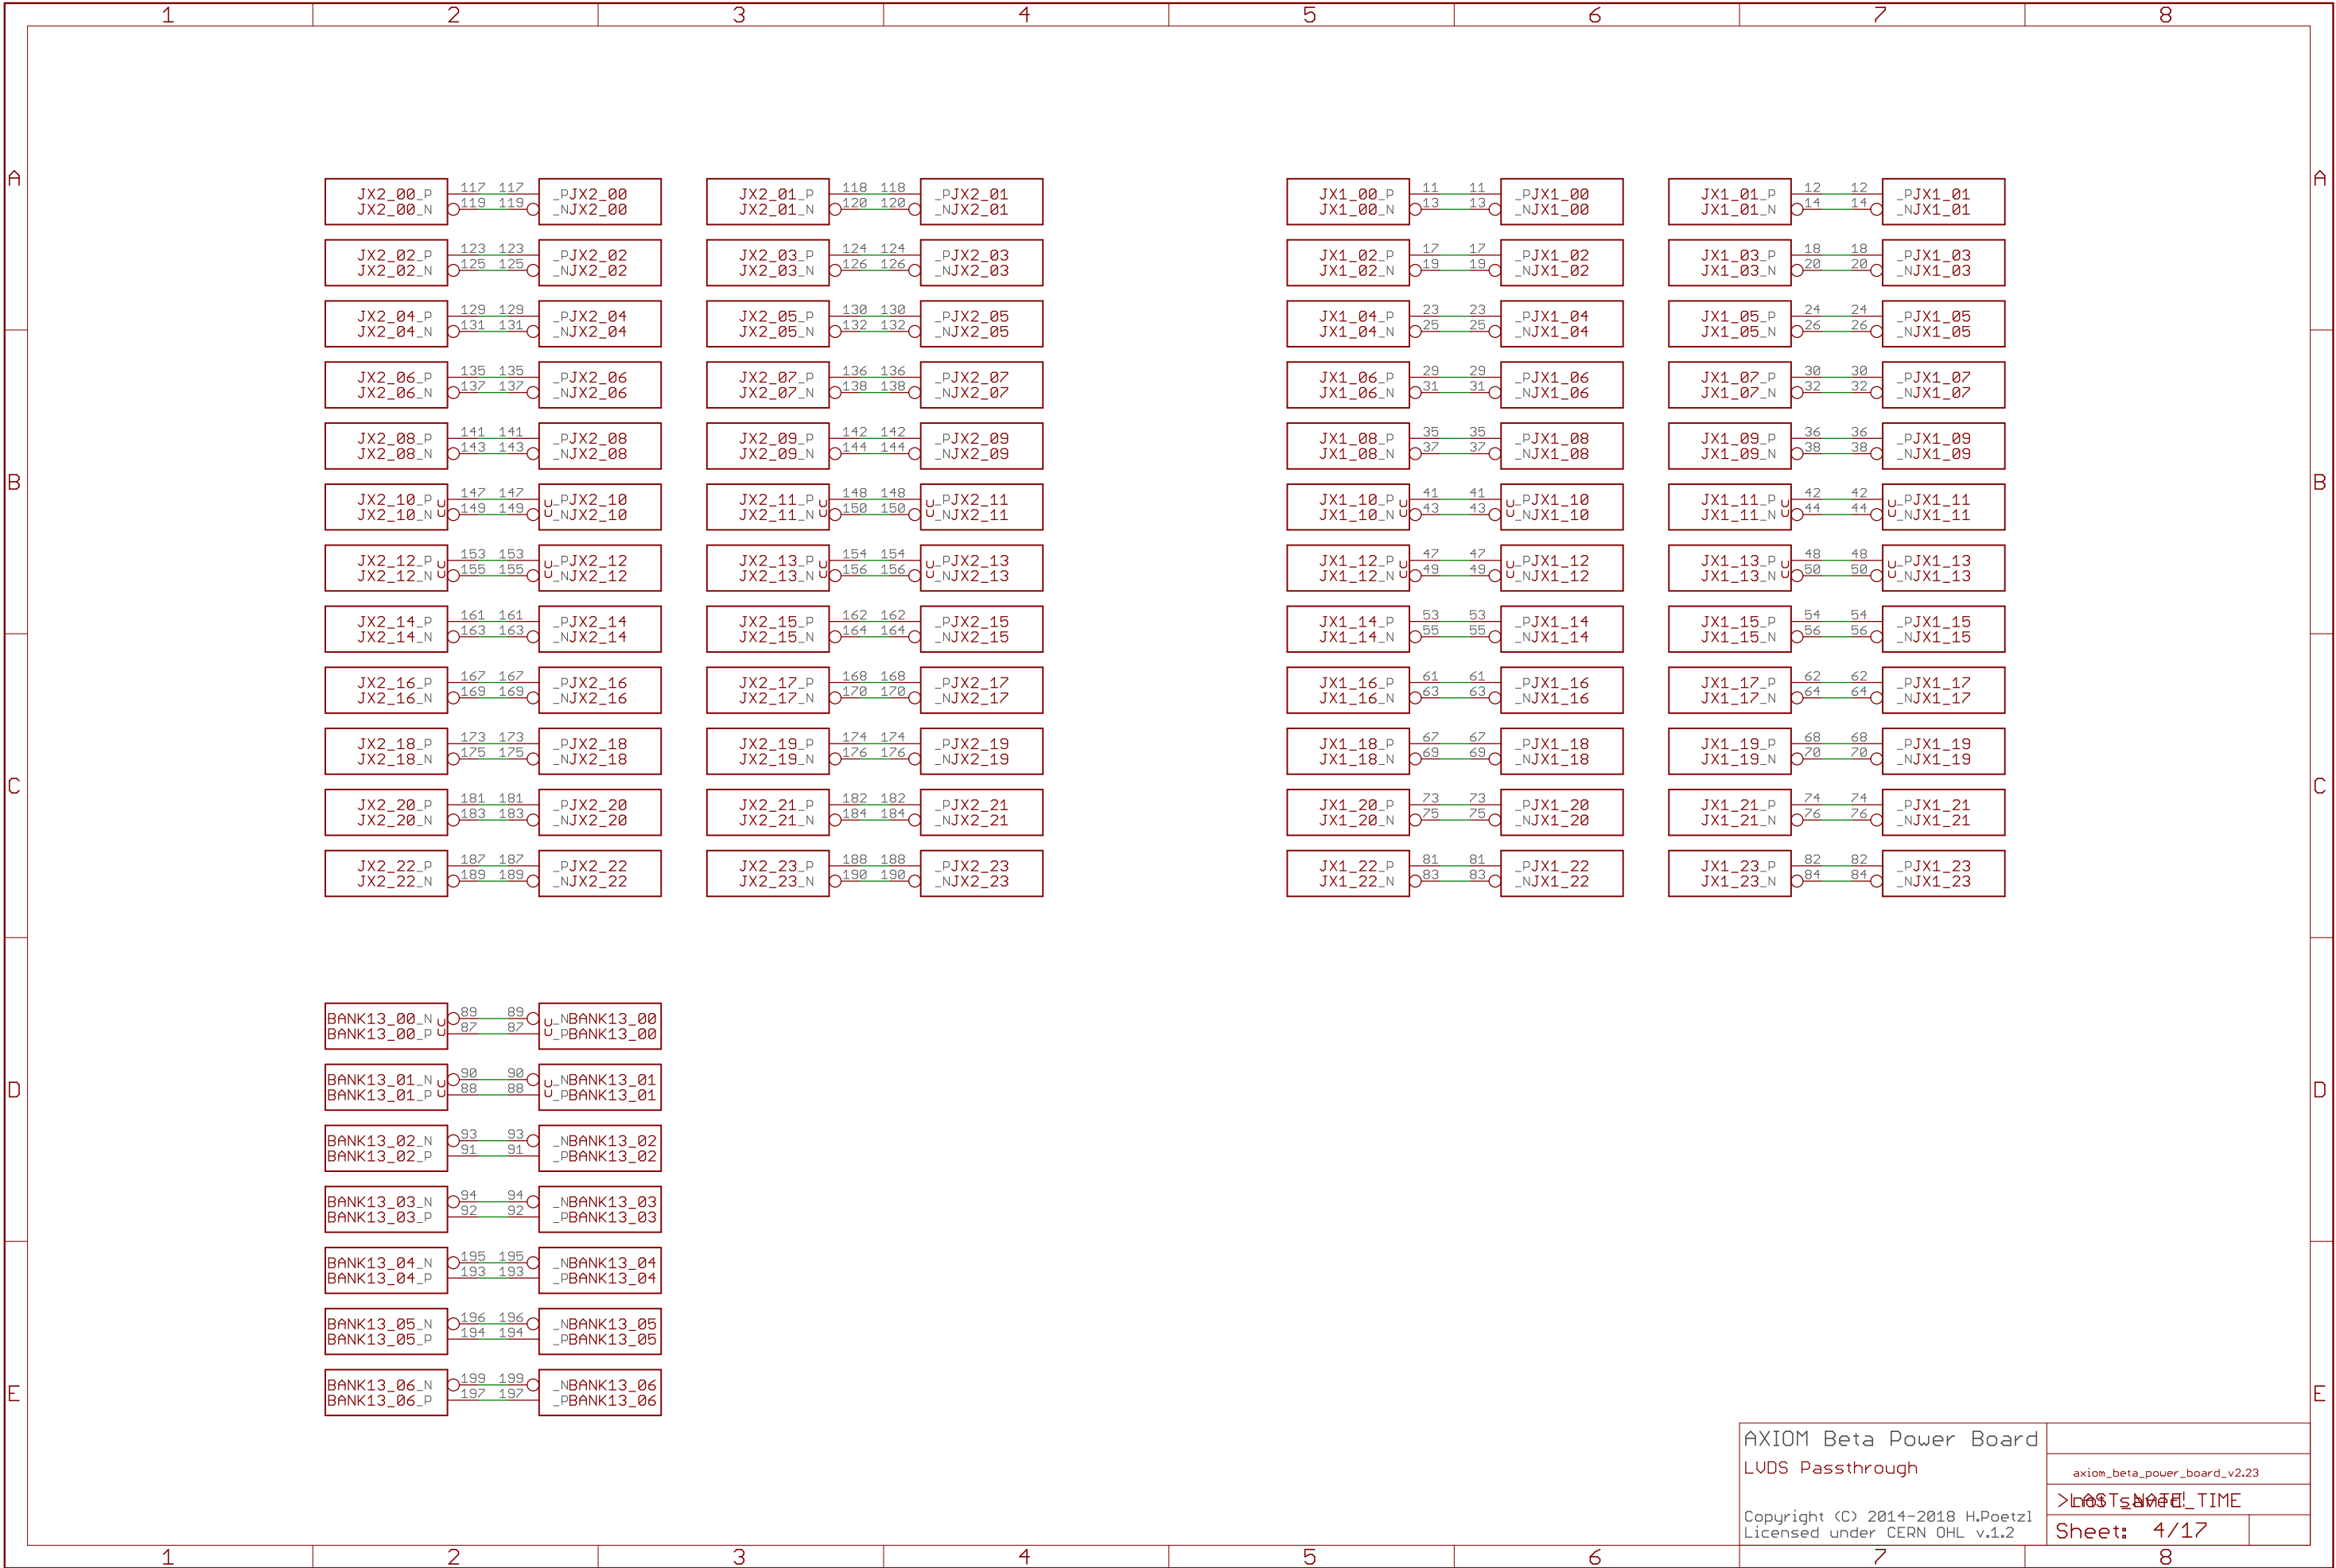 1 2 3 4 5 6 7 8
A A
JX2_00_P 117 117 _PJX2_00 JX2_01_P 118 118 _PJX2_01 JX1_00_P 11 11 _PJX1_00 JX1_01_P 12 12 _PJX1_01
JX2_00_N 119 119 _NJX2_00 JX2_01_N 120 120 _NJX2_01 JX1_00_N 13 13 _NJX1_00 JX1_01_N 14 14 _NJX1_01
JX2_02_P 123 123 _PJX2_02 JX2_03_P 124 124 _PJX2_03 JX1_02_P 17 17 _PJX1_02 JX1_03_P 18 18 _PJX1_03
JX2_02_N 125 125 _NJX2_02 JX2_03_N 126 126 _NJX2_03 JX1_02_N 19 19 _NJX1_02 JX1_03_N 20 20 _NJX1_03
JX2_04_P 129 129 _PJX2_04 JX2_05_P 130 130 _PJX2_05 JX1_04_P 23 23 _PJX1_04 JX1_05_P 24 24 _PJX1_05
JX2_04_N 131 131 _NJX2_04 JX2_05_N 132 132 _NJX2_05 JX1_04_N 25 25 _NJX1_04 JX1_05_N 26 26 _NJX1_05
JX2_06_P 135 135 _PJX2_06 JX2_07_P 136 136 _PJX2_07 JX1_06_P 29 29 _PJX1_06 JX1_07_P 30 30 _PJX1_07
JX2_06_N 137 137 _NJX2_06 JX2_07_N 138 138 _NJX2_07 JX1_06_N 31 31 _NJX1_06 JX1_07_N 32 32 _NJX1_07
JX2_08_P 141 141 _PJX2_08 JX2_09_P 142 142 _PJX2_09 JX1_08_P 35 35 _PJX1_08 JX1_09_P 36 36 _PJX1_09
JX2_08_N 143 143 _NJX2_08 JX2_09_N 144 144 _NJX2_09 JX1_08_N 37 37 _NJX1_08 JX1_09_N 38 38 _NJX1_09
B B
JX2_10_P UC 147 147 UC _PJX2_10 JX2_11_P UC 148 148 UC _PJX2_11 JX1_10_P UC 41 41 UC _PJX1_10 JX1_11_P UC 42 42 UC _PJX1_11
JX2_10_N 149 149 _NJX2_10 JX2_11_N 150 150 _NJX2_11 JX1_10_N 43 43 _NJX1_10 JX1_11_N 44 44 _NJX1_11
JX2_12_P UC 153 153 UC _PJX2_12 JX2_13_P UC 154 154 UC _PJX2_13 JX1_12_P UC 47 47 UC _PJX1_12 JX1_13_P UC 48 48 UC _PJX1_13
JX2_12_N 155 155 _NJX2_12 JX2_13_N 156 156 _NJX2_13 JX1_12_N 49 49 _NJX1_12 JX1_13_N 50 50 _NJX1_13
JX2_14_P 161 161 _PJX2_14 JX2_15_P 162 162 _PJX2_15 JX1_14_P 53 53 _PJX1_14 JX1_15_P 54 54 _PJX1_15
JX2_14_N 163 163 _NJX2_14 JX2_15_N 164 164 _NJX2_15 JX1_14_N 55 55 _NJX1_14 JX1_15_N 56 56 _NJX1_15
JX2_16_P 167 167 _PJX2_16 JX2_17_P 168 168 _PJX2_17 JX1_16_P 61 61 _PJX1_16 JX1_17_P 62 62 _PJX1_17
JX2_16_N 169 169 _NJX2_16 JX2_17_N 170 170 _NJX2_17 JX1_16_N 63 63 _NJX1_16 JX1_17_N 64 64 _NJX1_17
JX2_18_P 173 173 _PJX2_18 JX2_19_P 174 174 _PJX2_19 JX1_18_P 67 67 _PJX1_18 JX1_19_P 68 68 _PJX1_19
JX2_18_N 175 175 _NJX2_18 JX2_19_N 176 176 _NJX2_19 JX1_18_N 69 69 _NJX1_18 JX1_19_N 70 70 _NJX1_19
C C
JX2_20_P 181 181 _PJX2_20 JX2_21_P 182 182 _PJX2_21 JX1_20_P 73 73 _PJX1_20 JX1_21_P 74 74 _PJX1_21
JX2_20_N 183 183 _NJX2_20 JX2_21_N 184 184 _NJX2_21 JX1_20_N 75 75 _NJX1_20 JX1_21_N 76 76 _NJX1_21
JX2_22_P 187 187 _PJX2_22 JX2_23_P 188 188 _PJX2_23 JX1_22_P 81 81 _PJX1_22 JX1_23_P 82 82 _PJX1_23
JX2_22_N 189 189 _NJX2_22 JX2_23_N 190 190 _NJX2_23 JX1_22_N 83 83 _NJX1_22 JX1_23_N 84 84 _NJX1_23
BANK13_00_N UC 89 89 UC _NBANK13_00
BANK13_00_P 87 87 _PBANK13_00
BANK13_01_N UC 90 90 UC _NBANK13_01
D D
BANK13_01_P 88 88 _PBANK13_01
BANK13_02_N 93 93 _NBANK13_02
BANK13_02_P 91 91 _PBANK13_02
BANK13_03_N 94 94 _NBANK13_03
BANK13_03_P 92 92 _PBANK13_03
BANK13_04_N 195 195 _NBANK13_04
BANK13_04_P 193 193 _PBANK13_04
BANK13_05_N 196 196 _NBANK13_05
BANK13_05_P 194 194 _PBANK13_05
BANK13_06_N 199 199 _NBANK13_06
E E
BANK13_06_P 197 197 _PBANK13_06
AXIOM Beta Power Board
LVDS Passthrough
axiom_beta_power_board_v2.23
>LAST_DATE_TIME
not saved!
Copyright (C) 2014-2018 H.Poetzl
Licensed under CERN OHL v.1.2
Sheet: 4/17
1 2 3 4 5 6 7 8